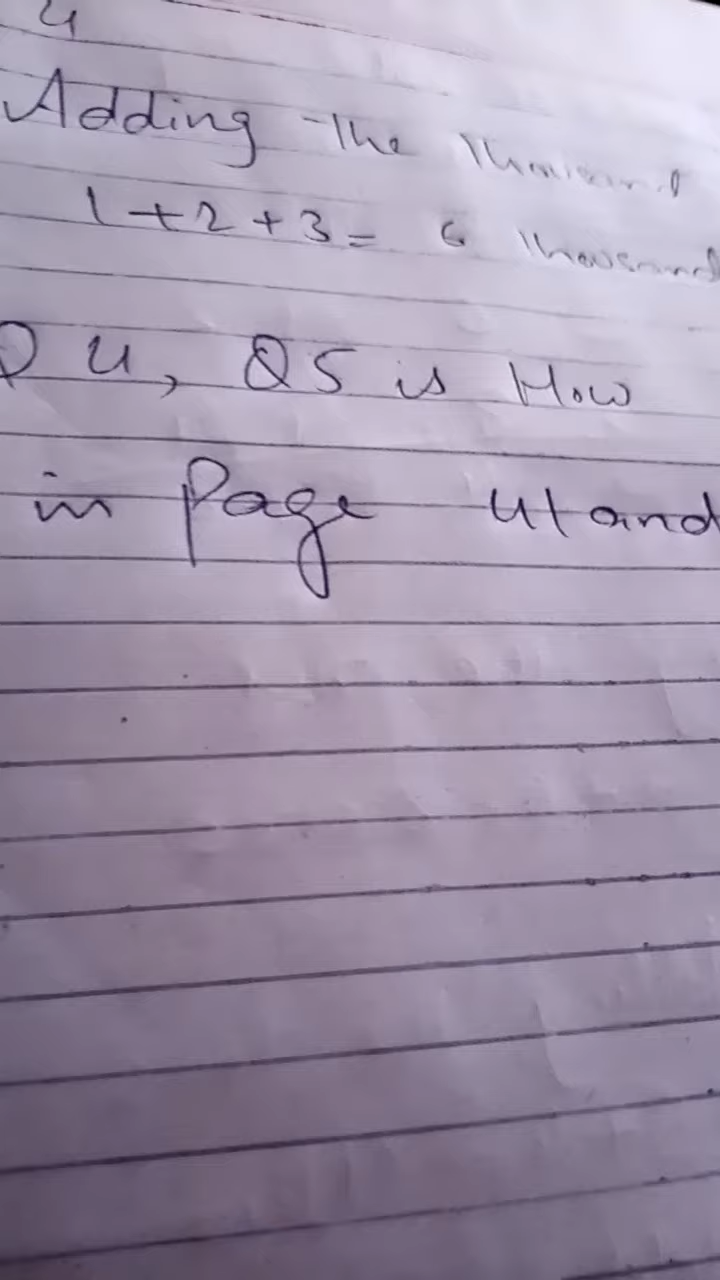 4
Adding the Thousand
1+2+3= 6 Thousand
Q 4, Q5 is How
in Page 41 and